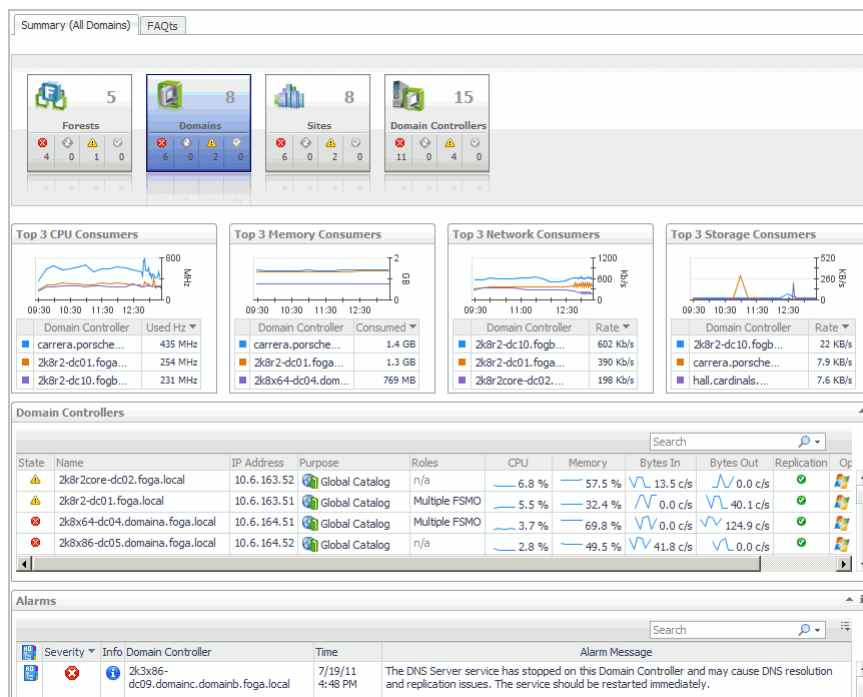 Summary (All Domains) FAQts
5 8 8 15
Forests Domains Sites Domain Controllers
4 0 1 0 6 0 2 0 6 0 2 0 11 0 4 0
Top 3 CPU Consumers Top 3 Memory Consumers Top 3 Network Consumers Top 3 Storage Consumers
800 2 1200 520
MHz GB 600 Kb/s 260 KB/s
0 0 0 0
09:30 10:30 11:30 12:30 09:30 10:30 11:30 12:30 09:30 11:00 12:30 09:30 10:30 11:30 12:30
Domain Controller Used Hz Domain Controller Consumed Domain Controller Rate Domain Controller Rate
carrera.porsche... 435 MHz carrera.porsche... 1.4 GB 2k8r2-dc10.fogb... 602 Kb/s 2k8r2-dc10.fogb... 22 KB/s
2k8r2-dc01.foga... 254 MHz 2k8r2-dc01.foga... 1.3 GB 2k8r2-dc01.foga... 390 Kb/s carrera.porsche... 7.9 KB/s
2k8r2-dc10.fogb... 231 MHz 2k8x64-dc04.dom... 769 MB 2k8r2core-dc02.... 198 Kb/s hall.cardinals.... 7.6 KB/s
Domain Controllers
Search
State Name IP Address Purpose Roles CPU Memory Bytes In Bytes Out Replication Op
2k8r2core-dc02.foga.local 10.6.163.52 Global Catalog n/a 6.8 % 57.5 % 13.5 c/s 0.0 c/s
2k8r2-dc01.foga.local 10.6.163.51 Global Catalog Multiple FSMO 5.5 % 32.4 % 0.0 c/s 40.1 c/s
2k8x64-dc04.domaina.foga.local 10.6.164.51 Global Catalog Multiple FSMO 3.7 % 69.8 % 0.0 c/s 124.9 c/s
2k8x86-dc05.domaina.foga.local 10.6.164.52 Global Catalog n/a 2.8 % 49.5 % 41.8 c/s 0.0 c/s
Alarms
Search
Severity Info Domain Controller Time Alarm Message
2k3x86- 7/19/11 The DNS Server service has stopped on this Domain Controller and may cause DNS resolution
dc09.domainc.domainb.foga.local 4:48 PM and replication issues. The service should be restarted immediately.